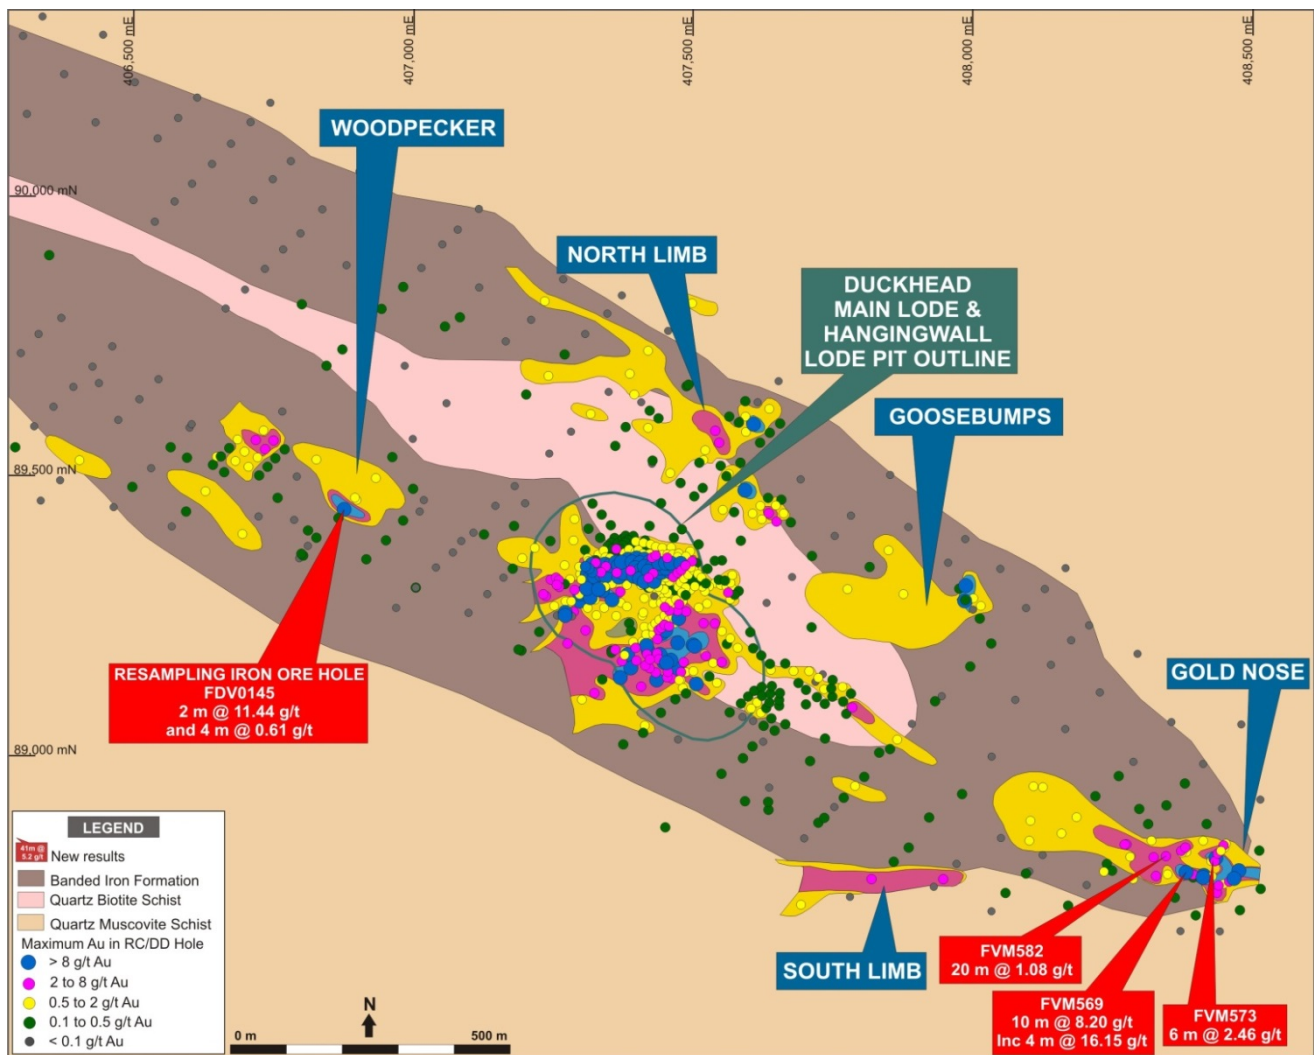 406,500 mE
407,000 mE
407,500 mE
408,000 mE
408,500 mE
WOODPECKER
90,000 mN
NORTH LIMB
DUCKHEAD
MAIN LODE &
HANGINGWALL
LODE PIT OUTLINE
GOOSEBUMPS
89,500 mN
RESAMPLING IRON ORE HOLE
FDV0145
2 m @ 11.44 g/t
and 4 m @ 0.61 g/t
GOLD NOSE
89,000 mN
SOUTH LIMB
FVM582
20 m @ 1.08 g/t
FVM569
10 m @ 8.20 g/t
Inc 4 m @ 16.15 g/t
FVM573
6 m @ 2.46 g/t
LEGEND
41m @
5.2 g/t
New results
Banded Iron Formation
Quartz Biotite Schist
Quartz Muscovite Schist
Maximum Au in RC/DD Hole
> 8 g/t Au
2 to 8 g/t Au
0.5 to 2 g/t Au
0.1 to 0.5 g/t Au
< 0.1 g/t Au
N
0 m
500 m